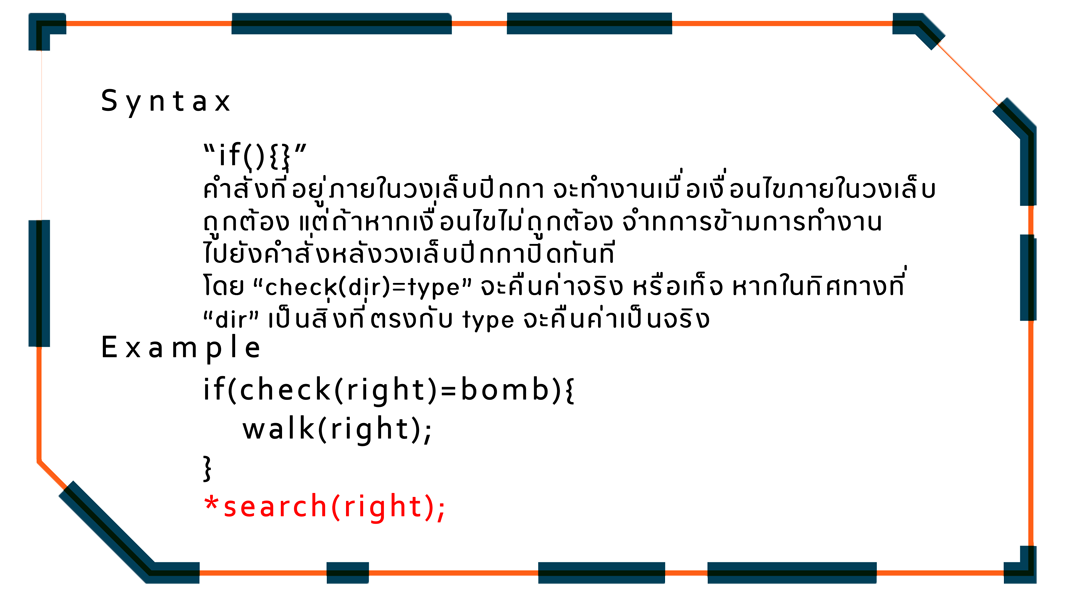 Syntax
“if(){}”
คำสั่งที่อยู่ภายในวงเล็บปีกกา จะทำงานเมื่อเงื่อนไขภายในวงเล็บ
ถูกต้อง แต่ถ้าหากเงื่อนไขไม่ถูกต้อง จำทการข้ามการทำงาน
ไปยังคำสั่งหลังวงเล็บปีกกาปิดทันที
โดย “check(dir)=type” จะคืนค่าจริง หรือเท็จ หากในทิศทางที่
“dir” เป็นสิ่งที่ตรงกับ type จะคืนค่าเป็นจริง
Example
if(check(right)=bomb){
walk(right);
}
*search(right);